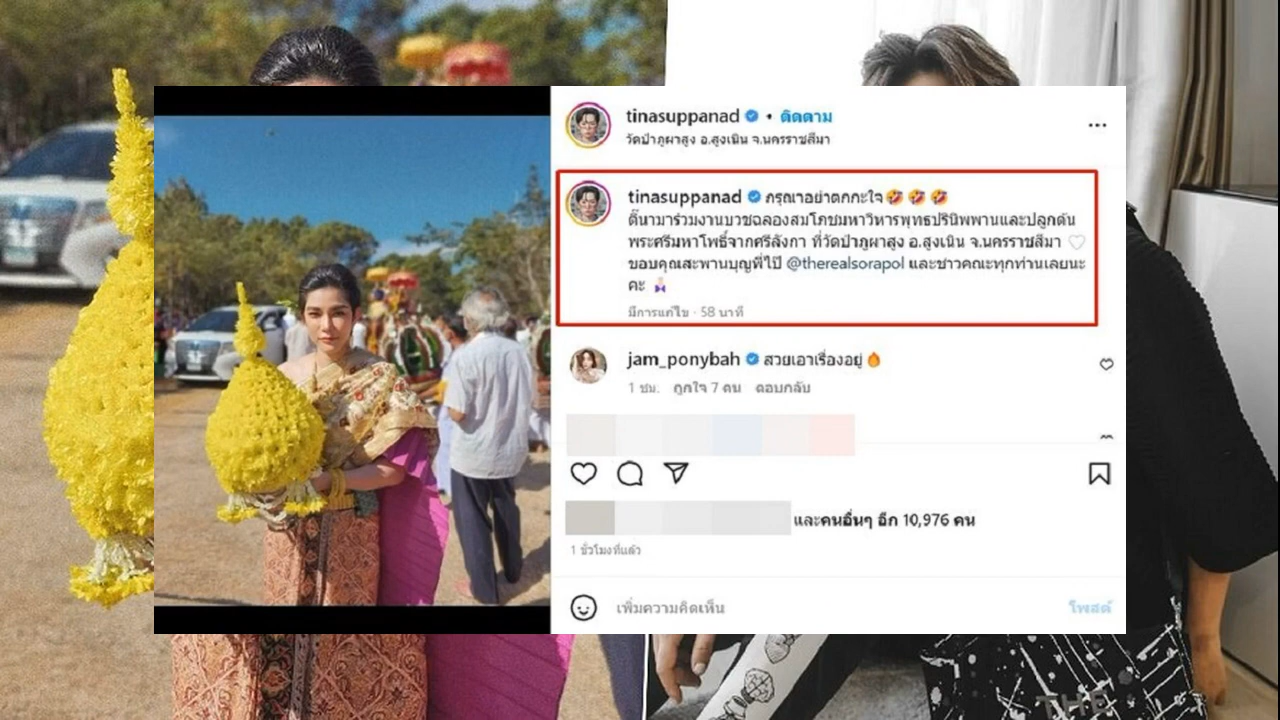 tinasuppanad • ติดตาม
วัดป่าภูผาสูง อ.สูงเนิน จ.นครราชสีมา
tinasuppanad กรุณาอย่าตกกะใจ🤣🤣🤣
ติ๊นามาร่วมงานบวชฉลองสมโภชมหาวิหารพุทธปรินิพพานและปลูกต้น
พระศรีมหาโพธิ์จากศรีลังกา ที่วัดป่าภูผาสูง อ.สูงเนิน จ.นครราชสีมา 🤍
ขอบคุณสะพานบุญพี่ไป๊ @therealsorapol และชาวคณะทุกท่านเลยนะ
คะ
มีการแก้ไข · 58 นาที
jam_ponybah สวยเอาเรื่องอยู่🔥
1 ชม. ถูกใจ 7 คน ตอบกลับ
และคนอื่นๆ อีก 10,976 คน
1 ชั่วโมงที่แล้ว
เพิ่มความคิดเห็น
โพสต์
THE